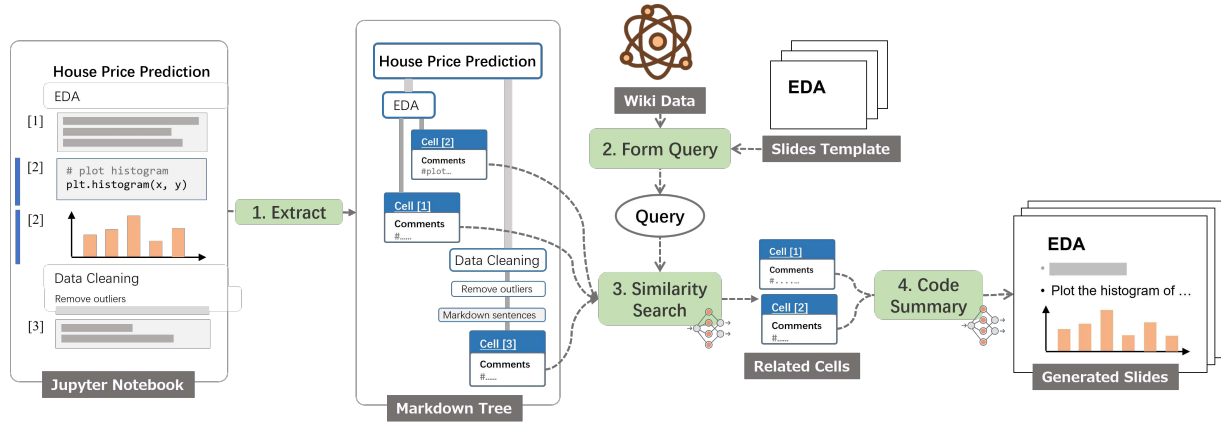 House Price Prediction
EDA
[1]
[2]
# plot histogram
plt.histogram(x, y)
[2]
Data Cleaning
Remove outliers
[3]
Jupyter Notebook
1. Extract
House Price Prediction
EDA
Cell [2]
Comments
#plot…
Cell [1]
Comments
#……
Data Cleaning
Remove outliers
Markdown sentences
Cell [3]
Comments
#……
Markdown Tree
Wiki Data
EDA
Slides Template
2. Form Query
Query
3. Similarity
Search
Cell [1]
Comments
#……
Cell [2]
Comments
#……
Related Cells
4. Code
Summary
EDA
• Plot the histogram of …
Generated Slides